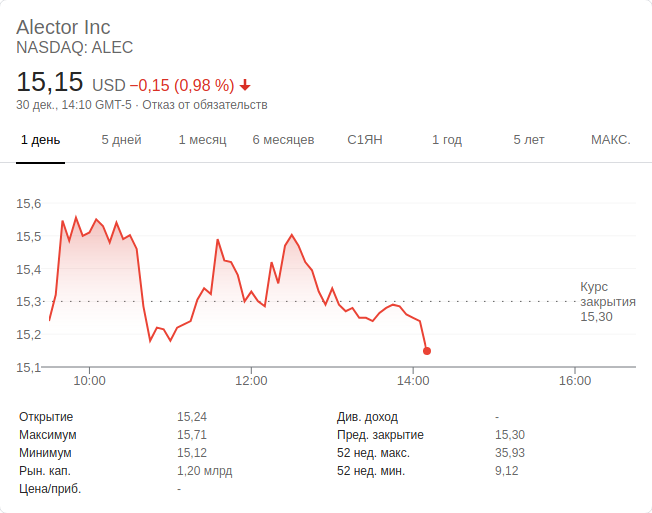 Alector Inc
NASDAQ: ALEC
15,15 USD −0,15 (0,98 %)
30 дек., 14:10 GMT-5 · Отказ от обязательств
1 день 5 дней 1 месяц 6 месяцев С1ЯН 1 год 5 лет МАКС.
15,6
15,5
15,4
15,3
15,2
15,1
Курс
закрытия
15,30
10:00 12:00 14:00 16:00
Открытие 15,24 Див. доход -
Максимум 15,71 Пред. закрытие 15,30
Минимум 15,12 52 нед. макс. 35,93
Рын. кап. 1,20 млрд 52 нед. мин. 9,12
Цена/приб. -